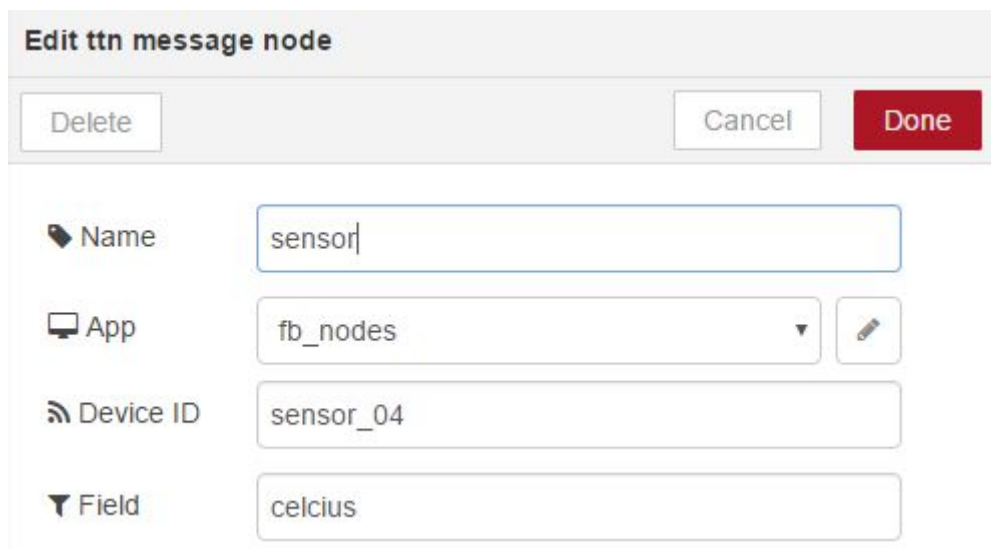 Edit ttn message node
Delete Cancel Done
Name sensor
App fb_nodes
Device ID sensor_04
Field celcius